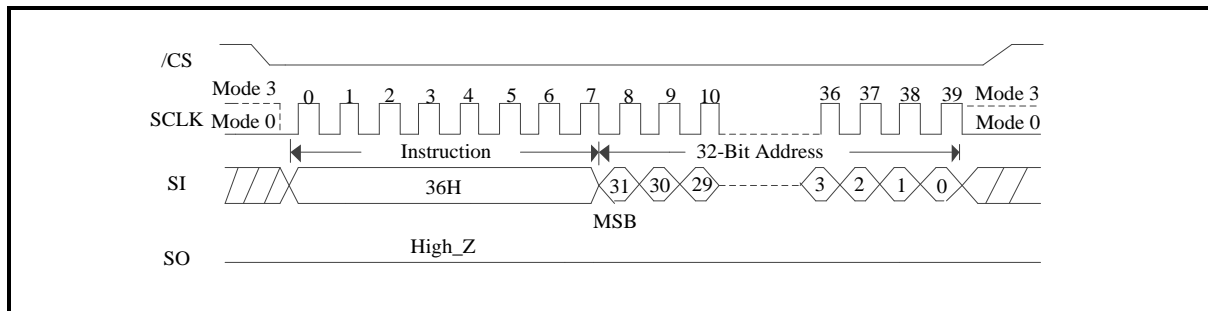 /CS
Mode 3
SCLK
Mode 0
0 1 2 3 4 5 6 7 8 9 10 36 37 38 39
Mode 3
Mode 0
Instruction
32-Bit Address
SI
36H
31 30 29 3 2 1 0
MSB
High_Z
SO